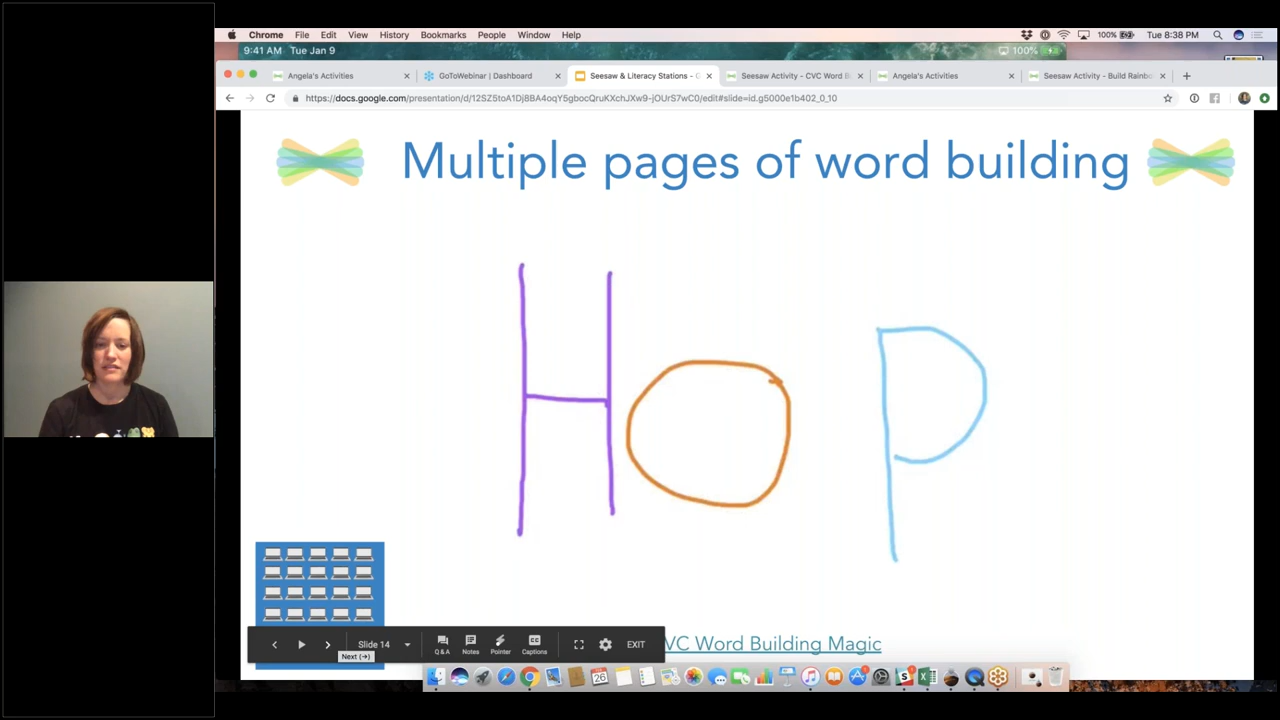 Chrome File Edit View History Bookmarks People Window Help 100% Tue 8:38 PM
9:41 AM Tue Jan 9 100%
Angela's Activities GoToWebinar | Dashboard Seesaw & Literacy Stations - G Seesaw Activity - CVC Word B Angela's Activities Seesaw Activity - Build Rainbo
https://docs.google.com/presentation/d/12SZ5toA1Dj8BA4oqY5gbocQruKXchJXw9-jOUrS7wC0/edit#slide=id.g5000e1b402_0_10
Multiple pages of word building
HOP
Slide 14 Q & A Notes Pointer Captions EXIT
Next (→)
VC Word Building Magic
26